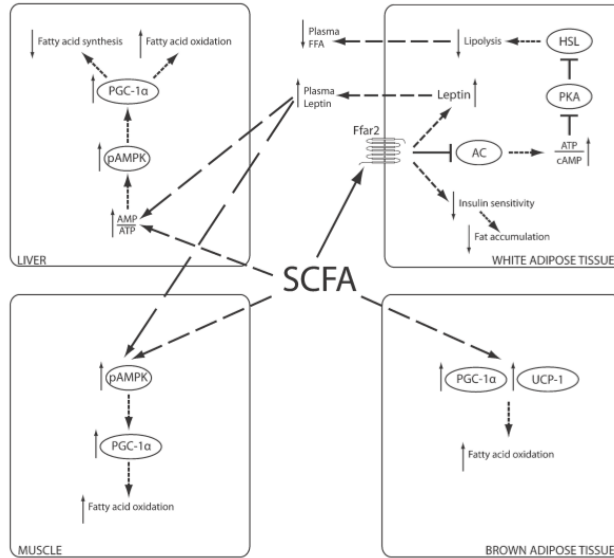 Fatty acid synthesis
Fatty acid oxidation
PGC-1α
pAMPK
AMP
ATP
LIVER
Plasma
FFA
Plasma
Leptin
Lipolysis
HSL
PKA
Leptin
Ffar2
AC
ATP
cAMP
Insulin sensitivity
Fat accumulation
WHITE ADIPOSE TISSUE
SCFA
pAMPK
PGC-1α
Fatty acid oxidation
MUSCLE
PGC-1α
UCP-1
Fatty acid oxidation
BROWN ADIPOSE TISSUE